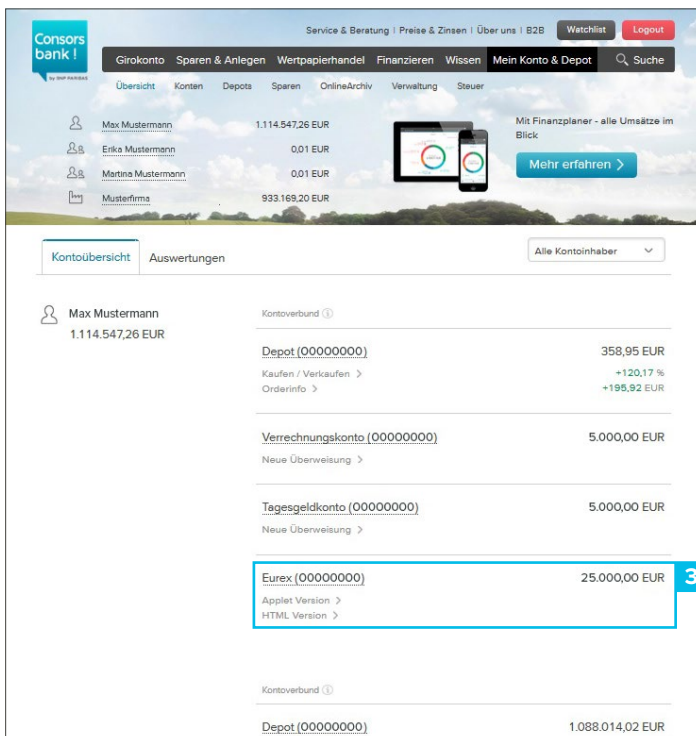 Consors
bank!
by BNP PARIBAS
Service & Beratung | Preise & Zinsen | Über uns | B2B Watchlist Logout
Girokonto Sparen & Anlegen Wertpapierhandel Finanzieren Wissen Mein Konto & Depot Suche
Übersicht Konten Depots Sparen OnlineArchiv Verwaltung Steuer
Max Mustermann 1.114.547,26 EUR
Erika Mustermann 0,01 EUR
Martina Mustermann 0,01 EUR
Musterfirma 933.169,20 EUR
Mit Finanzplaner - alle Umsätze im
Blick
Mehr erfahren >
Kontoübersicht Auswertungen Alle Kontoinhaber
Max Mustermann
1.114.547,26 EUR
Kontoverbund i
Depot (00000000) 358,95 EUR
Kaufen / Verkaufen > +120,17 %
Orderinfo > +195,92 EUR
Verrechnungskonto (00000000) 5.000,00 EUR
Neue Überweisung >
Tagesgeldkonto (00000000) 5.000,00 EUR
Neue Überweisung >
Eurex (00000000) 25.000,00 EUR 3
Applet Version >
HTML Version >
Kontoverbund i
Depot (00000000) 1.088.014,02 EUR